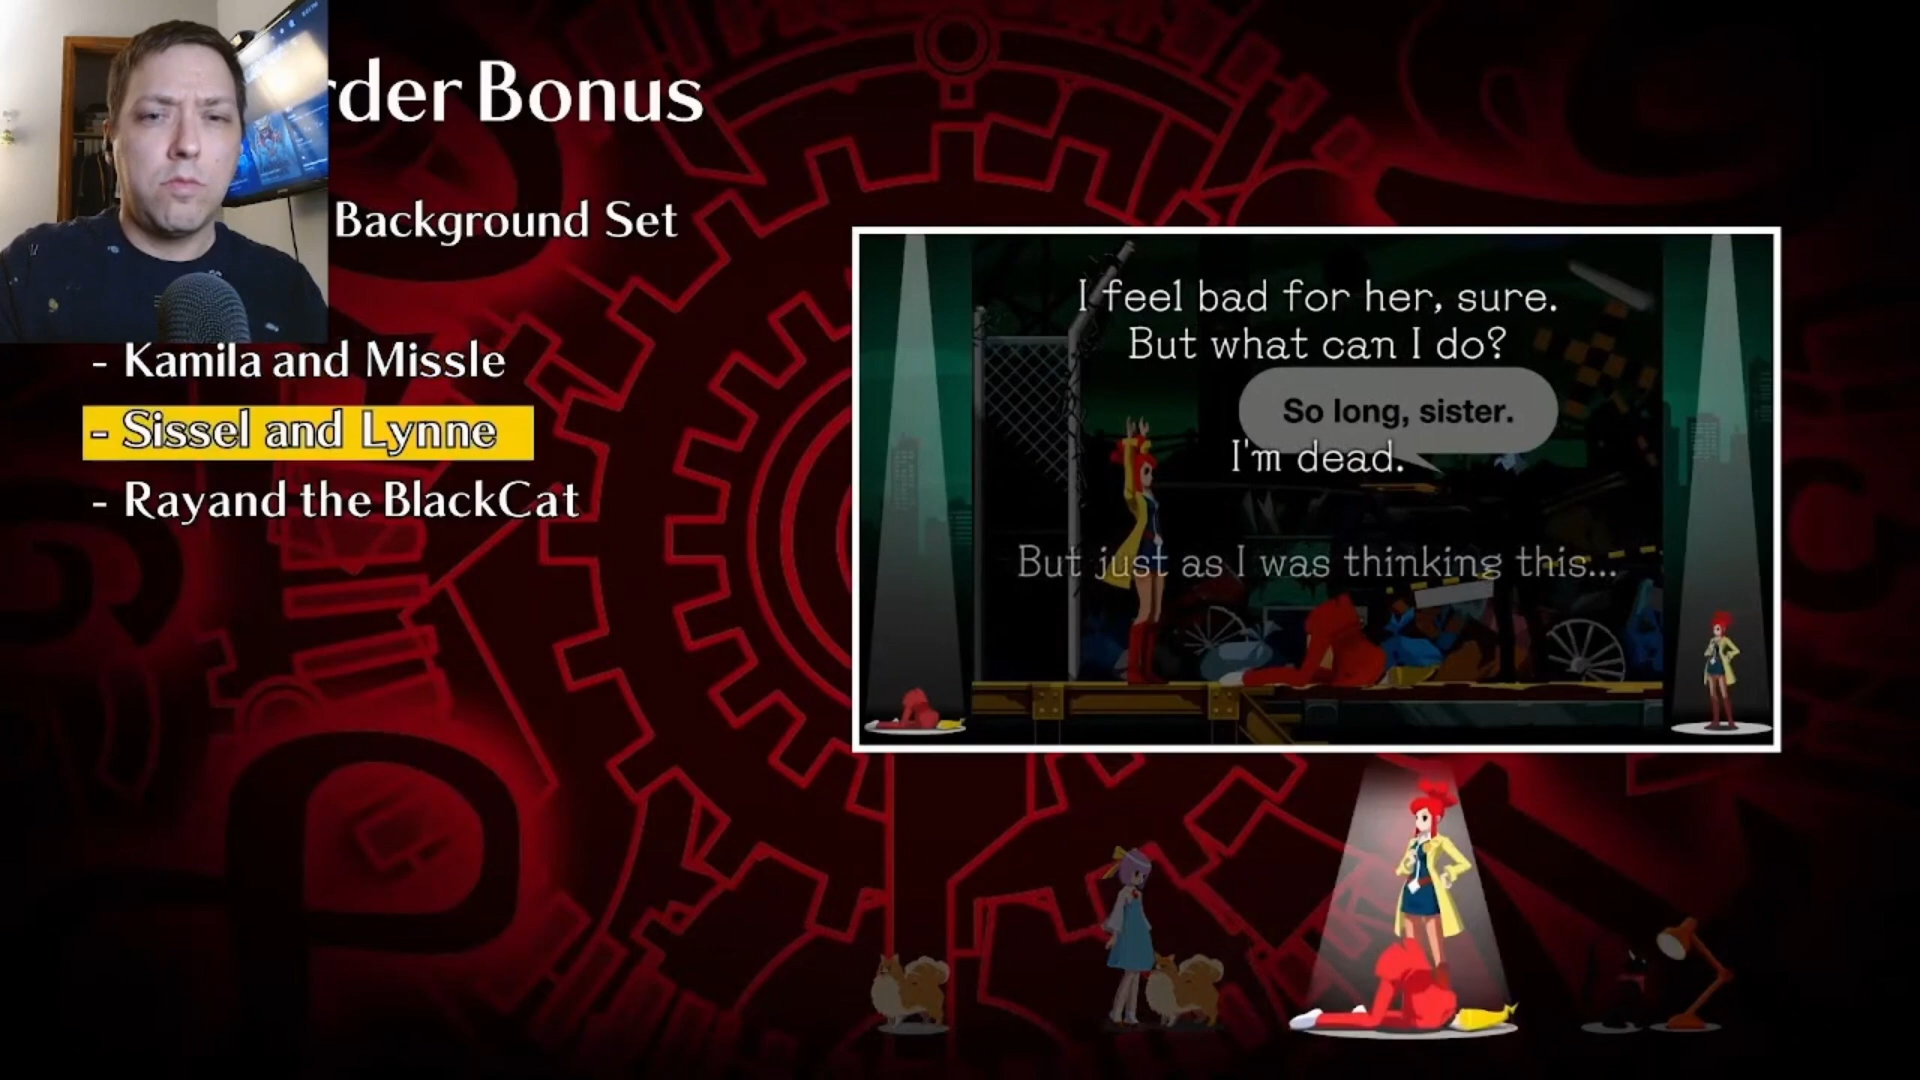 rder Bonus
Background Set
- Kamila and Missle
- Sissel and Lynne
- Rayand the BlackCat
I feel bad for her, sure.
But what can I do?
So long, sister.
I'm dead.
But just as I was thinking this...